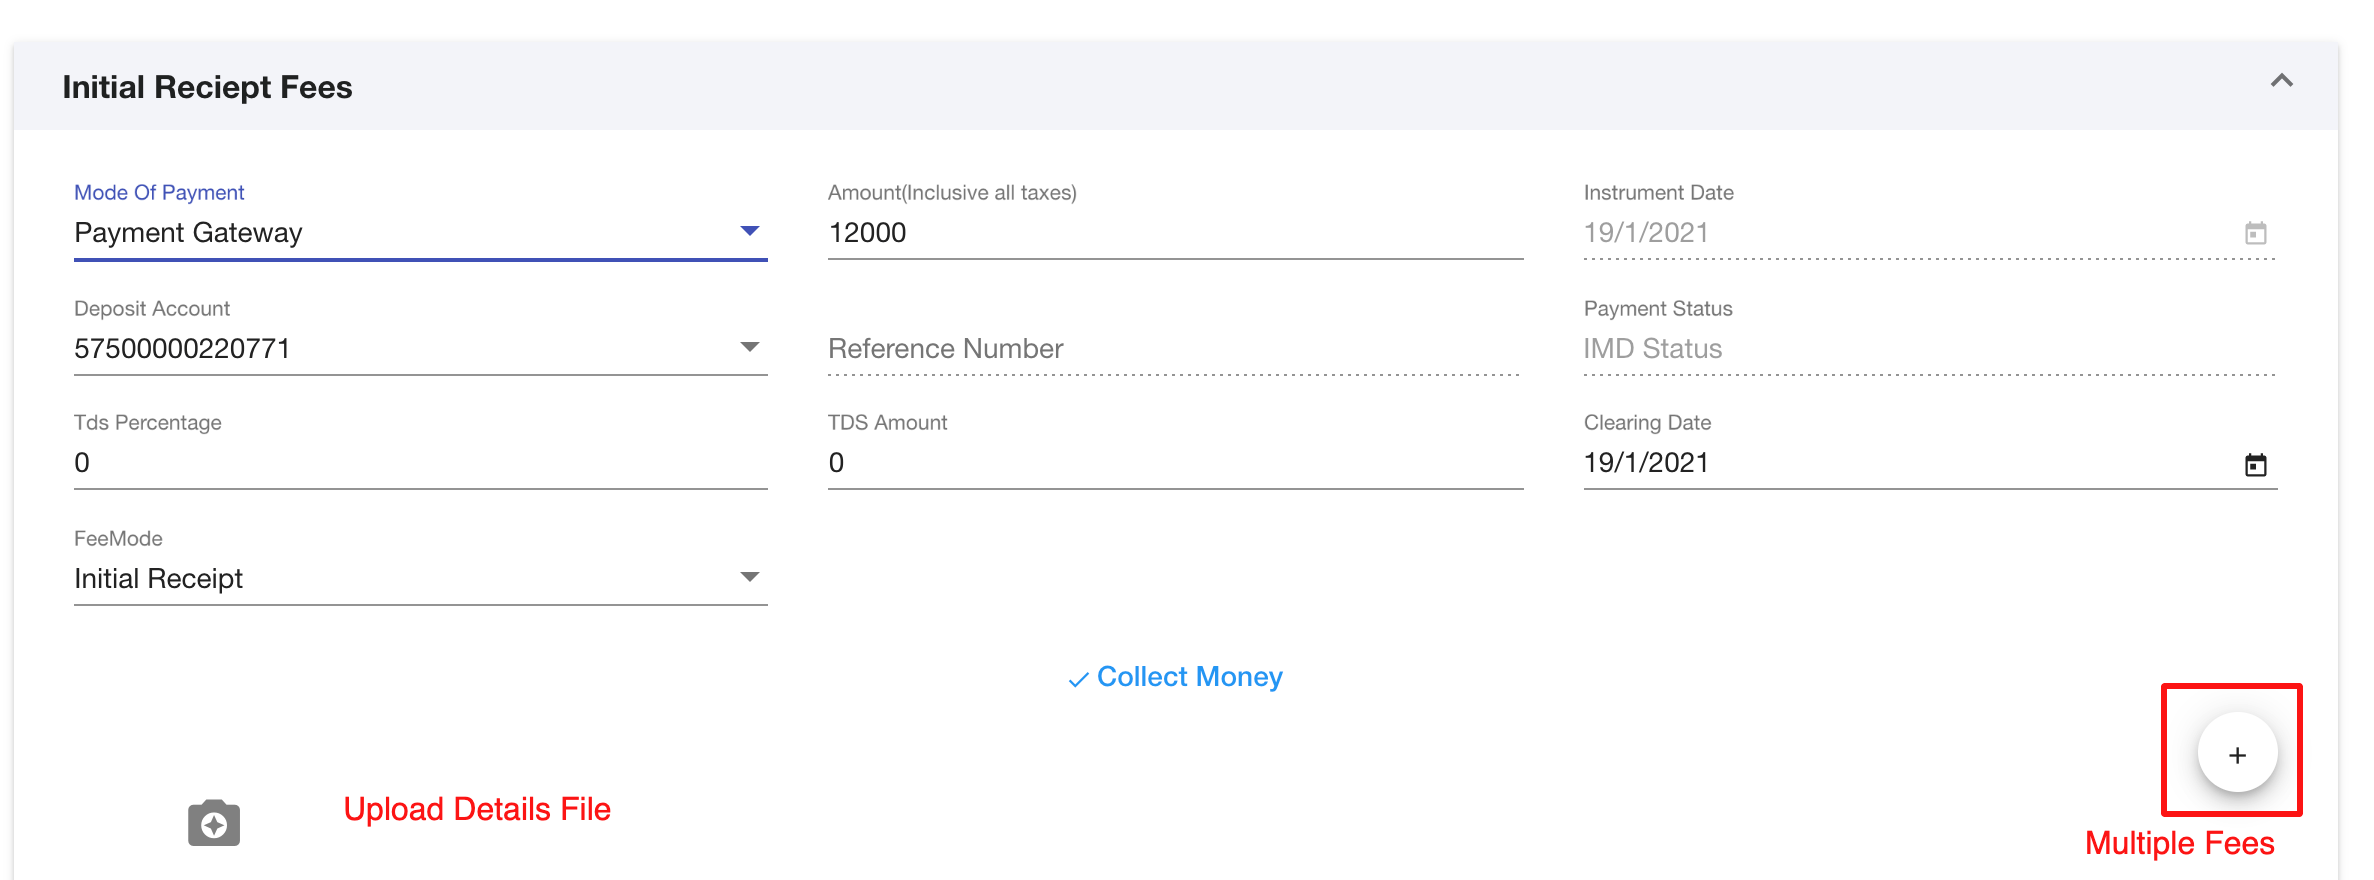 Initial Reciept Fees
Mode Of Payment
Payment Gateway
Amount(Inclusive all taxes)
12000
Instrument Date
19/1/2021
Deposit Account
57500000220771
Reference Number
Payment Status
IMD Status
Tds Percentage
0
TDS Amount
0
Clearing Date
19/1/2021
FeeMode
Initial Receipt
Collect Money
+
Upload Details File
Multiple Fees